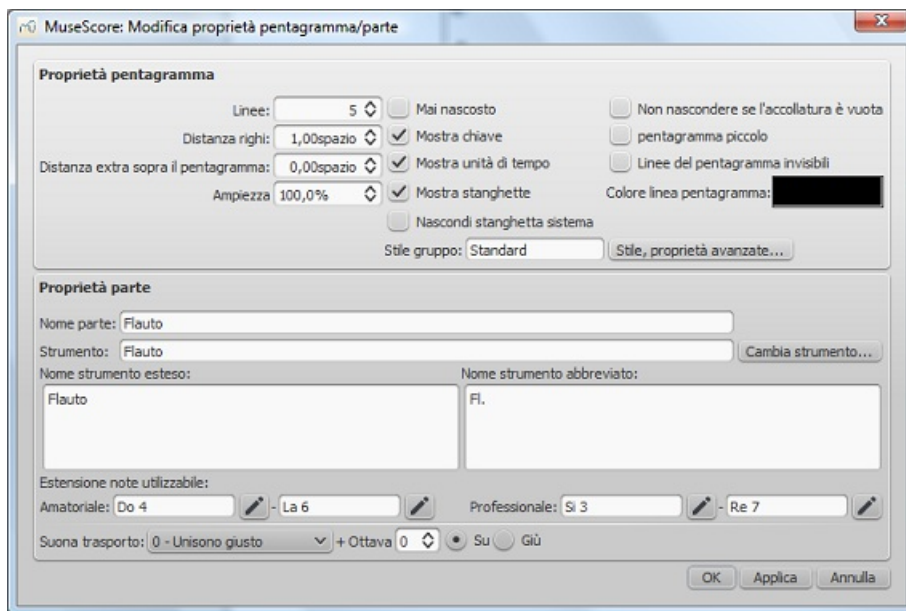 MuseScore: Modifica proprietà pentagramma/parte
Proprietà pentagramma
Linee: 5 Mai nascosto Non nascondere se l'accollatura è vuota
Distanza righi: 1,00spazio Mostra chiave pentagramma piccolo
Distanza extra sopra il pentagramma: 0,00spazio Mostra unità di tempo Linee del pentagramma invisibili
Ampiezza 100,0% Mostra stanghette Colore linea pentagramma:
Nascondi stanghetta sistema
Stile gruppo: Standard Stile, proprietà avanzate...
Proprietà parte
Nome parte: Flauto
Strumento: Flauto Cambia strumento...
Nome strumento esteso: Nome strumento abbreviato:
Flauto Fl.
Estensione note utilizzabile:
Amatoriale: Do 4 - La 6 Professionale: Si 3 - Re 7
Suona trasporto: 0 - Unisono giusto + Ottava 0 Su Giù
OK Applica Annulla